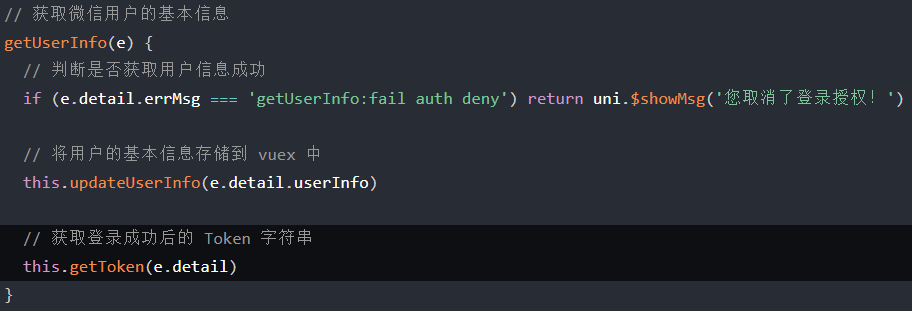 // 获取微信用户的基本信息
getUserInfo(e) {
  // 判断是否获取用户信息成功
  if (e.detail.errMsg === 'getUserInfo:fail auth deny') return uni.$showMsg('您取消了登录授权！')
  // 将用户的基本信息存储到 vuex 中
  this.updateUserInfo(e.detail.userInfo)
  // 获取登录成功后的 Token 字符串
  this.getToken(e.detail)
}